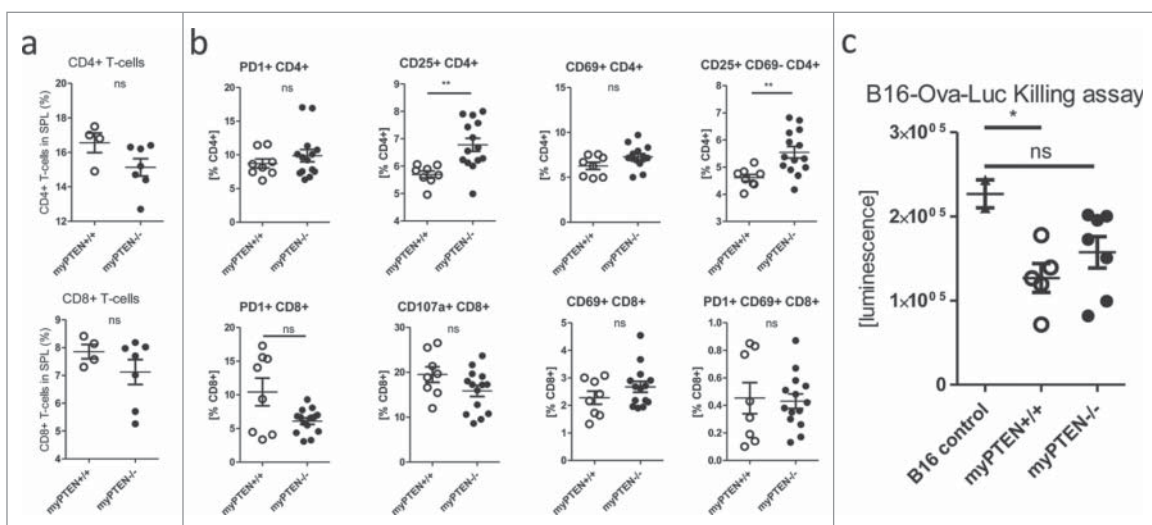 a
CD4+ T-cells
ns
CD4+ T-cells in SPL (%)
20
18
16
14
12
myPTEN+/+
myPTEN-/-
CD8+ T-cells
ns
CD8+ T-cells in SPL (%)
9
8
7
6
5
myPTEN+/+
myPTEN-/-
b
PD1+ CD4+
ns
[% CD4+]
20
15
10
5
0
myPTEN+/+
myPTEN-/-
CD25+ CD4+
**
[% CD4+]
9
8
7
6
5
4
myPTEN+/+
myPTEN-/-
CD69+ CD4+
ns
[% CD4+]
15
10
5
0
myPTEN+/+
myPTEN-/-
CD25+ CD69- CD4+
**
[% CD4+]
8
7
6
5
4
3
myPTEN+/+
myPTEN-/-
PD1+ CD8+
ns
[% CD8+]
20
15
10
5
0
myPTEN+/+
myPTEN-/-
CD107a+ CD8+
ns
[% CD8+]
30
20
10
0
myPTEN+/+
myPTEN-/-
CD69+ CD8+
ns
[% CD8+]
5
4
3
2
1
0
myPTEN+/+
myPTEN-/-
PD1+ CD69+ CD8+
ns
[% CD8+]
1.0
0.8
0.6
0.4
0.2
0.0
myPTEN+/+
myPTEN-/-
c
B16-Ova-Luc Killing assay
*
ns
[luminescence]
3×10⁰⁵
2×10⁰⁵
1×10⁰⁵
0
B16 control
myPTEN+/+
myPTEN-/-